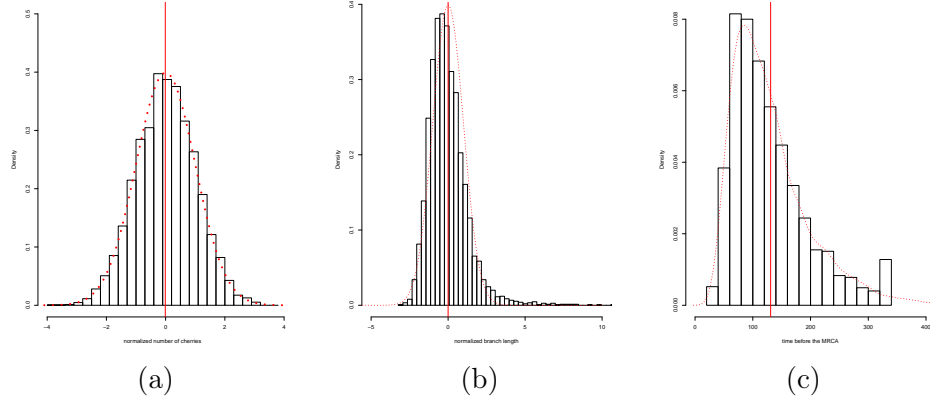 0.5
0.4
0.3
0.2
0.1
0.0
Density
−4 −2 0 2 4
normalized number of cherries
(a)
0.4
0.3
0.2
0.1
0.0
Density
−5 0 5 10
normalized branch length
(b)
0.008
0.006
0.004
0.002
0.000
Density
0 100 200 300 400
time before the MRCA
(c)